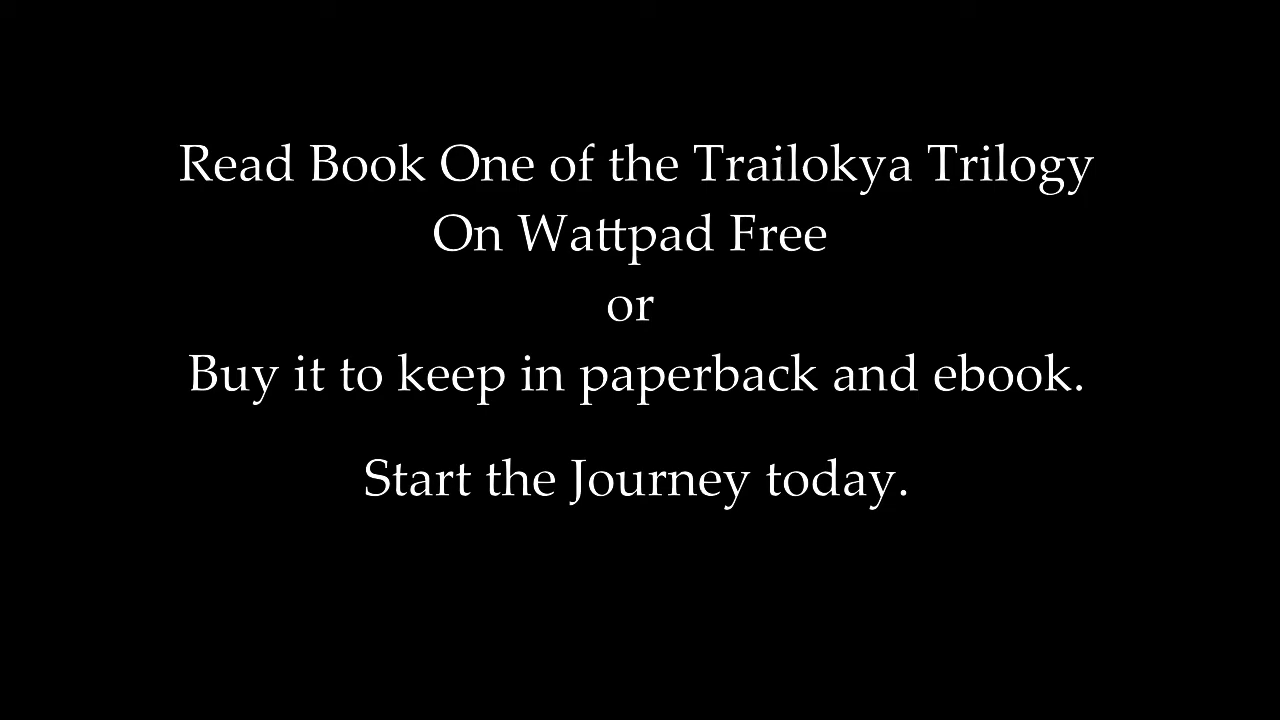 Read Book One of the Trailokya Trilogy
On Wattpad Free
or
Buy it to keep in paperback and ebook.
Start the Journey today.